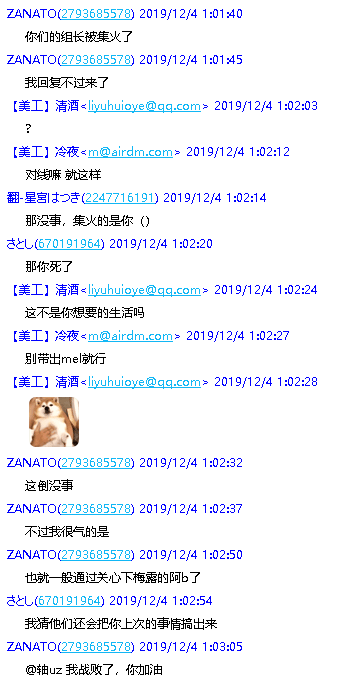 ZANATO(2793685578) 2019/12/4 1:01:40
你们的组长被集火了
ZANATO(2793685578) 2019/12/4 1:01:45
我回复不过来了
【美工】清酒<liyuhuioye@qq.com> 2019/12/4 1:02:03
?
【美工】冷夜<m@airdm.com> 2019/12/4 1:02:12
对线嘛 就这样
翻-星宮はつき(2247716191) 2019/12/4 1:02:14
那没事，集火的是你（）
さとし(670191964) 2019/12/4 1:02:20
那你死了
【美工】清酒<liyuhuioye@qq.com> 2019/12/4 1:02:24
这不是你想要的生活吗
【美工】冷夜<m@airdm.com> 2019/12/4 1:02:27
别带出mel就行
【美工】清酒<liyuhuioye@qq.com> 2019/12/4 1:02:28
ZANATO(2793685578) 2019/12/4 1:02:32
这倒没事
ZANATO(2793685578) 2019/12/4 1:02:37
不过我很气的是
ZANATO(2793685578) 2019/12/4 1:02:50
也就一般通过关心下梅露的阿b了
さとし(670191964) 2019/12/4 1:02:54
我猜他们还会把你上次的事情搞出来
ZANATO(2793685578) 2019/12/4 1:03:05
@轴uz 我战败了，你加油